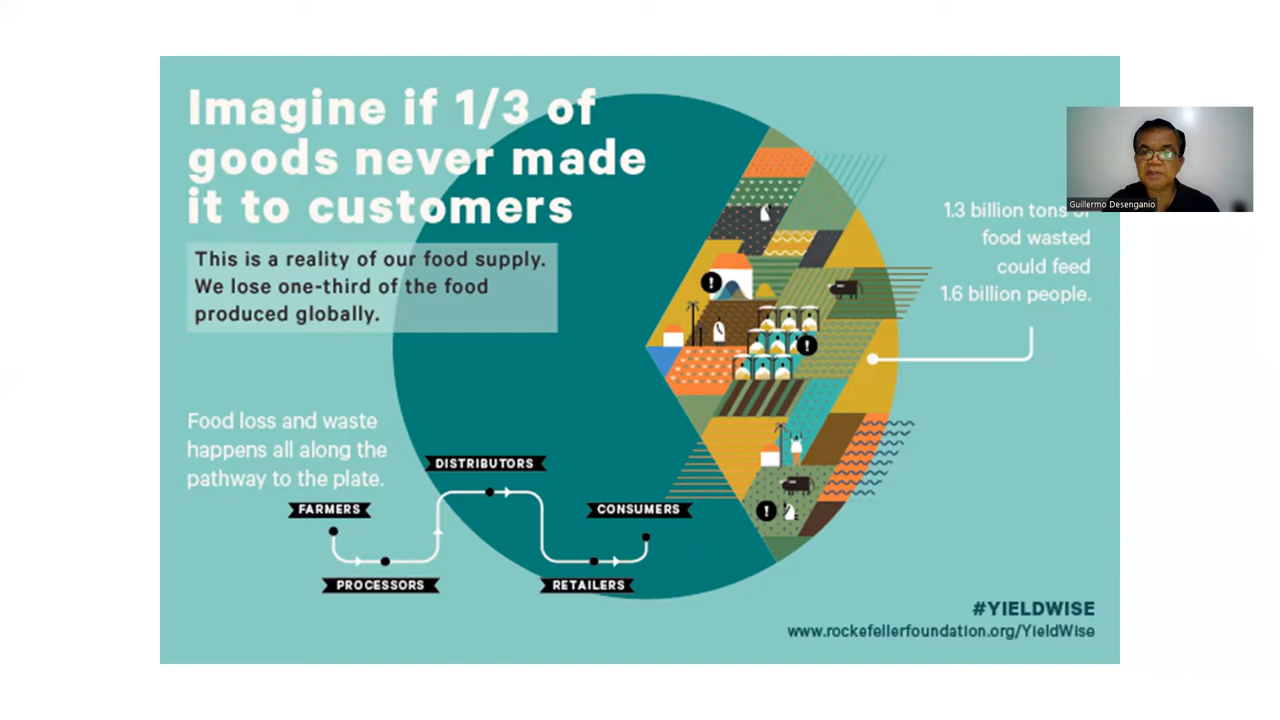 Imagine if 1/3 of
goods never made
it to customers
This is a reality of our food supply.
We lose one-third of the food
produced globally.
1.3 billion tons of
food wasted
could feed
1.6 billion people.
Guillermo Desenganio
Food loss and waste
happens all along the
pathway to the plate.
FARMERS
PROCESSORS
DISTRIBUTORS
RETAILERS
CONSUMERS
#YIELDWISE
www.rockefellerfoundation.org/YieldWise